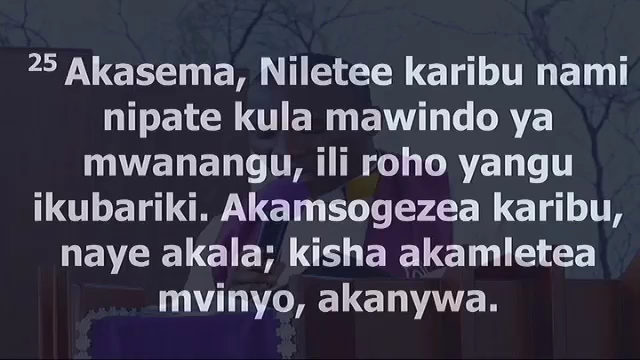 25 Akasema, Niletee karibu nami
nipate kula mawindo ya
mwanangu, ili roho yangu
ikubariki. Akamsogezea karibu,
naye akala; kisha akamletea
mvinyo, akanywa.